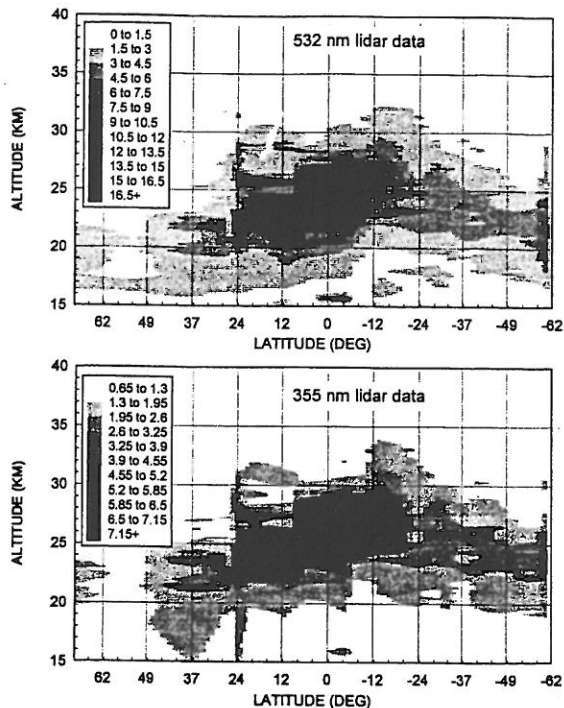 532 nm lidar data
0 to 1.5
1.5 to 3
3 to 4.5
4.5 to 6
6 to 7.5
7.5 to 9
9 to 10.5
10.5 to 12
12 to 13.5
13.5 to 15
15 to 16.5
16.5+
ALTITUDE (KM)
40
35
30
25
20
15
62 49 37 24 12 0 -12 -24 -37 -49 -62
LATITUDE (DEG)
355 nm lidar data
0.65 to 1.3
1.3 to 1.95
1.95 to 2.6
2.6 to 3.25
3.25 to 3.9
3.9 to 4.55
4.55 to 5.2
5.2 to 5.85
5.85 to 6.5
6.5 to 7.15
7.15+
ALTITUDE (KM)
40
35
30
25
20
15
62 49 37 24 12 0 -12 -24 -37 -49 -62
LATITUDE (DEG)